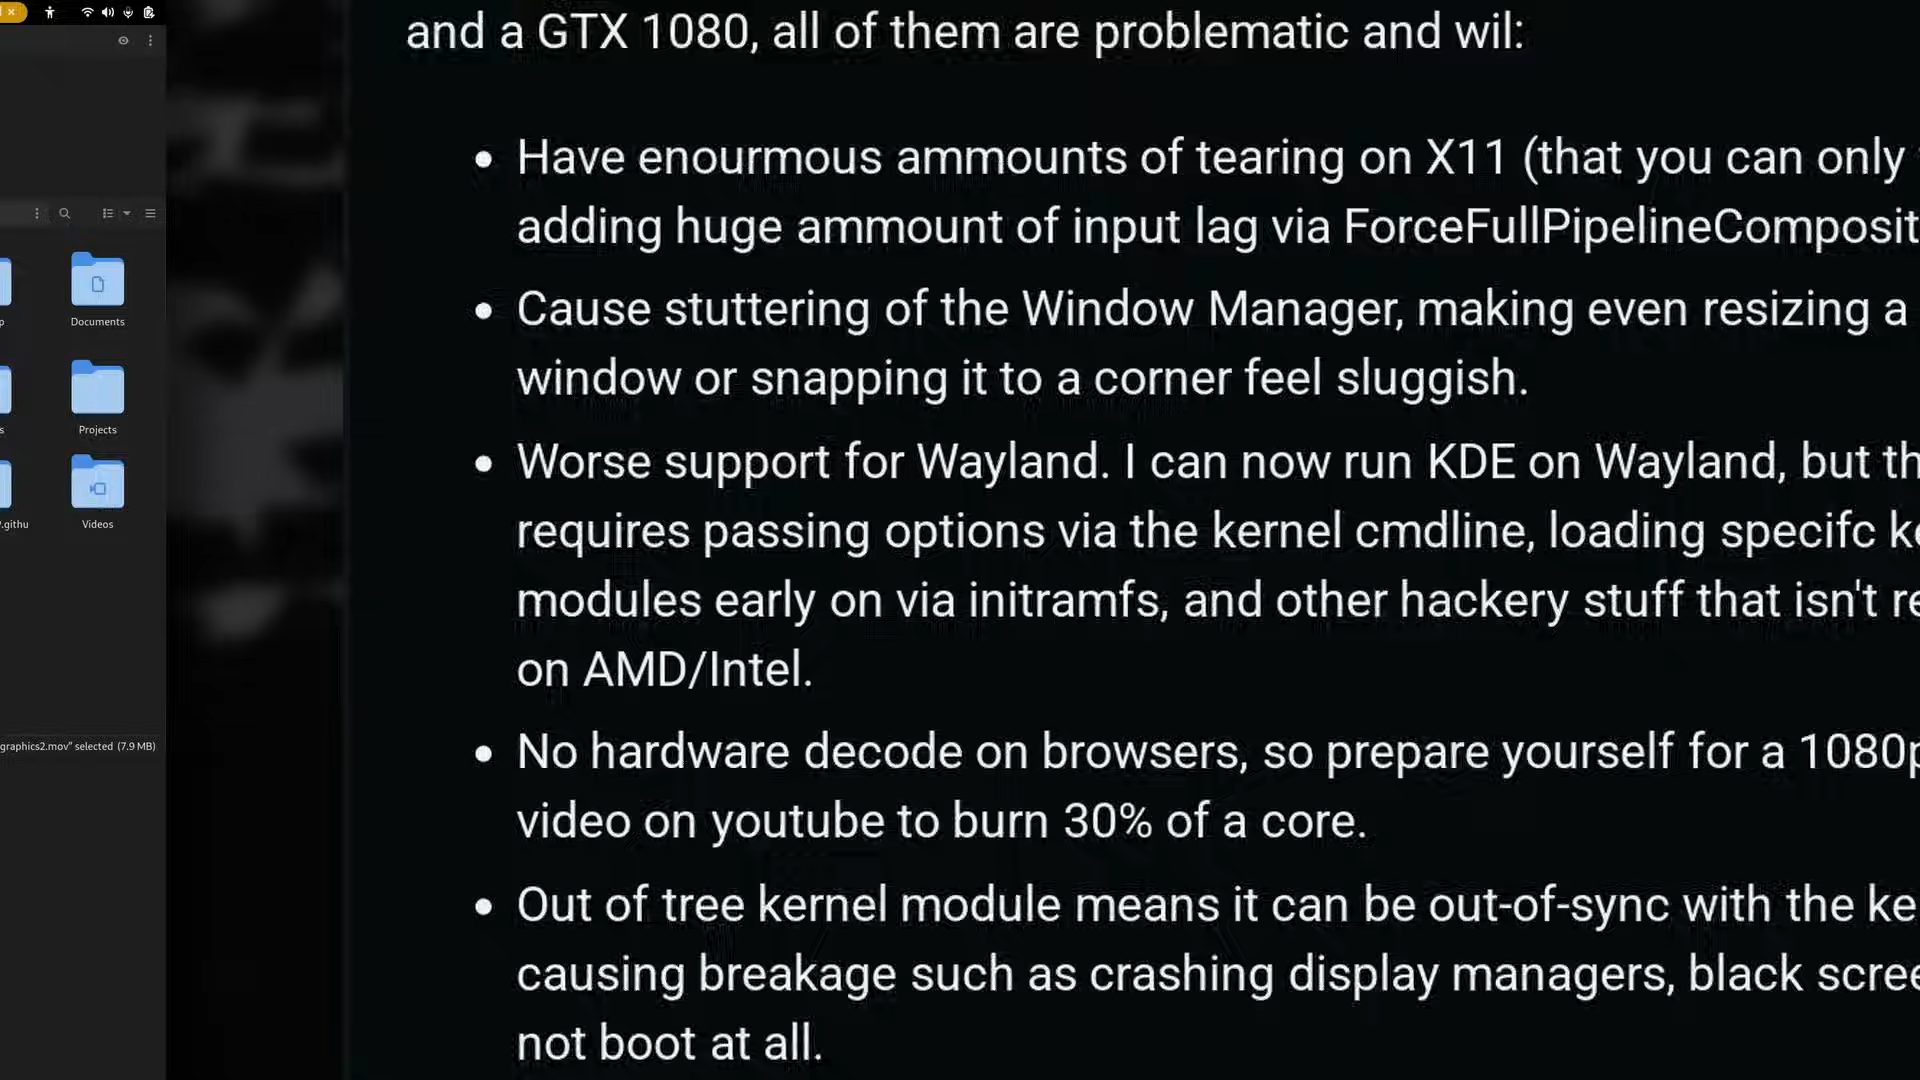 and a GTX 1080, all of them are problematic and wil:
Have enourmous ammounts of tearing on X11 (that you can only
adding huge ammount of input lag via ForceFullPipelineComposit
Cause stuttering of the Window Manager, making even resizing a
window or snapping it to a corner feel sluggish.
Worse support for Wayland. I can now run KDE on Wayland, but th
requires passing options via the kernel cmdline, loading specifc ke
modules early on via initramfs, and other hackery stuff that isn't re
on AMD/Intel.
No hardware decode on browsers, so prepare yourself for a 1080p
video on youtube to burn 30% of a core.
Out of tree kernel module means it can be out-of-sync with the ke
causing breakage such as crashing display managers, black scree
not boot at all.
p
Documents
s
Projects
.githu
Videos
graphics2.mov" selected (7.9 MB)